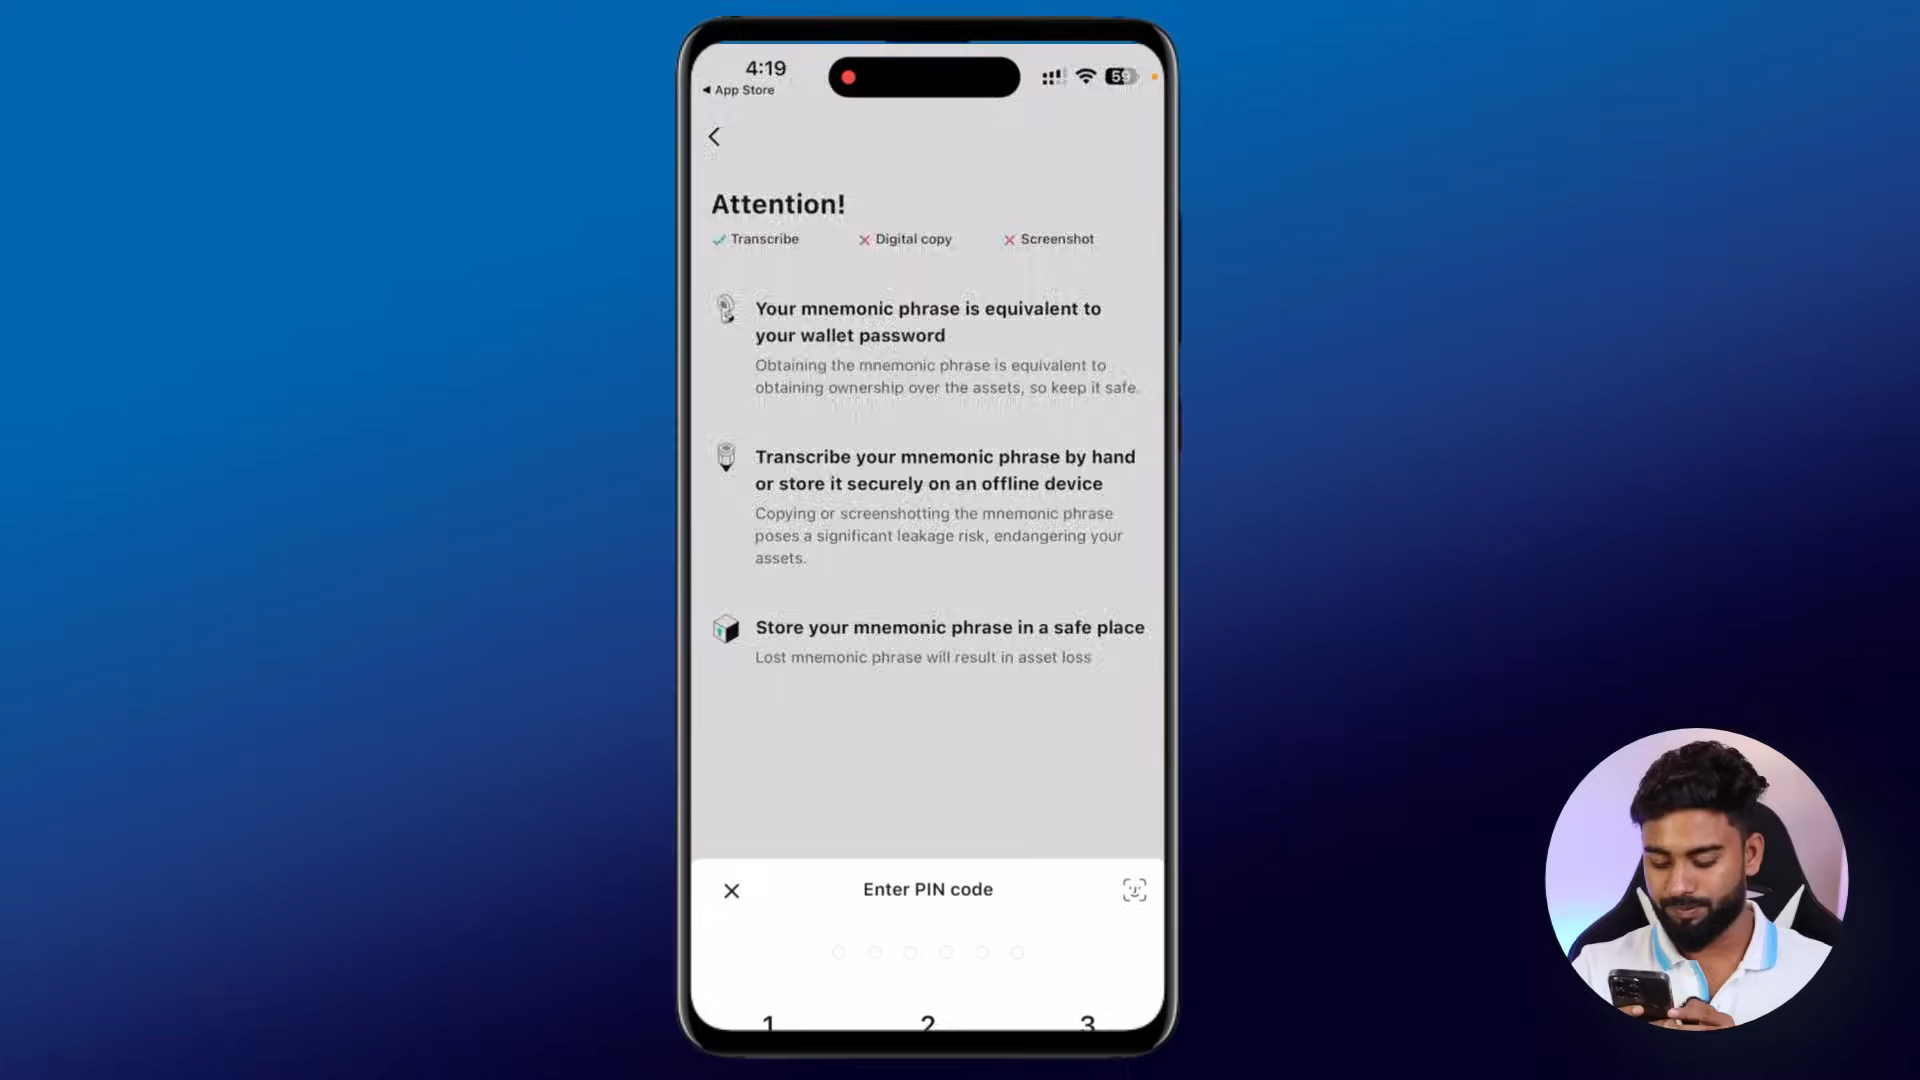 4:19
59
◀ App Store
Attention!
Transcribe
Digital copy
Screenshot
Your mnemonic phrase is equivalent to
your wallet password
Obtaining the mnemonic phrase is equivalent to
obtaining ownership over the assets, so keep it safe.
Transcribe your mnemonic phrase by hand
or store it securely on an offline device
Copying or screenshotting the mnemonic phrase
poses a significant leakage risk, endangering your
assets.
Store your mnemonic phrase in a safe place
Lost mnemonic phrase will result in asset loss
Enter PIN code
1 2 3